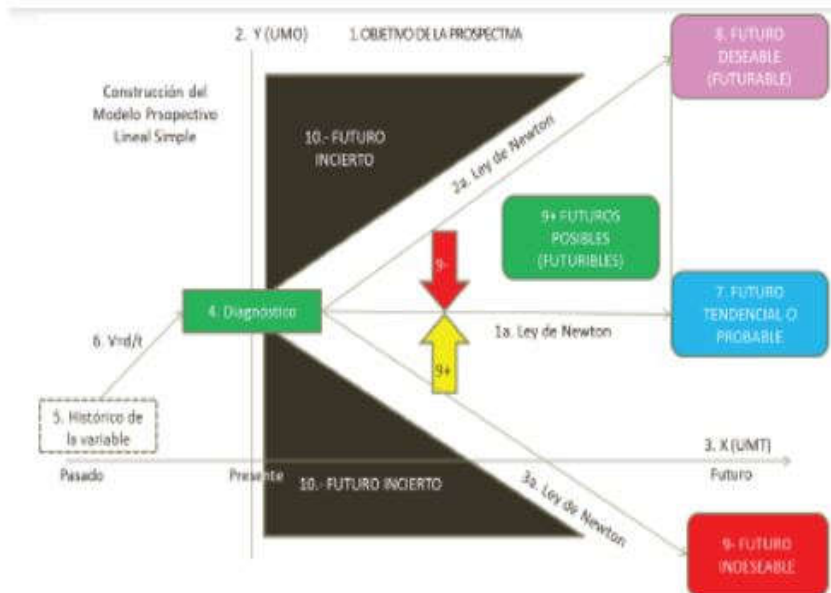 2. Y (UMO)
1. OBJETIVO DE LA PROSPECTIVA
Construcción del
Modelo Prsopectivo
Lineal Simple
8. FUTURO
DESEABLE
(FUTURABLE)
10.- FUTURO
INCIERTO
2a. Ley de Newton
9+ FUTUROS
POSIBLES
(FUTURIBLES)
9-
4. Diagnóstico
7. FUTURO
TENDENCIAL O
PROBABLE
1a. Ley de Newton
6. V=d/t
9+
5. Histórico de
la variable
3. X (UMT)
Pasado
Presente
Futuro
10.- FUTURO INCIERTO
3a. Ley de Newton
9- FUTURO
INDESEABLE